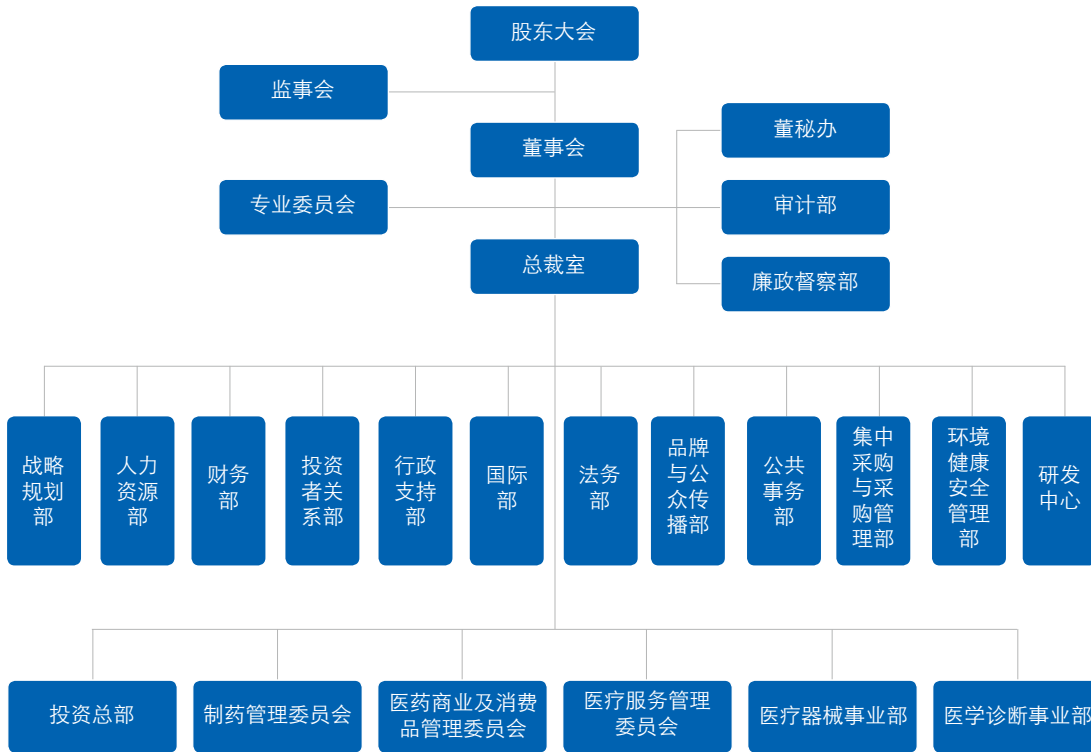 股东大会
监事会
董事会
董秘办
专业委员会
审计部
总裁室
廉政督察部
战略
规划
部
人力
资源
部
财务
部
投资
者关
系部
行政
支持
部
国际
部
法务
部
品牌
与公
众传
播部
公共
事务
部
集中
采购
与采
购管
理部
环境
健康
安全
管理
部
研发
中心
投资总部
制药管理委员会
医药商业及消费
品管理委员会
医疗服务管理
委员会
医疗器械事业部
医学诊断事业部